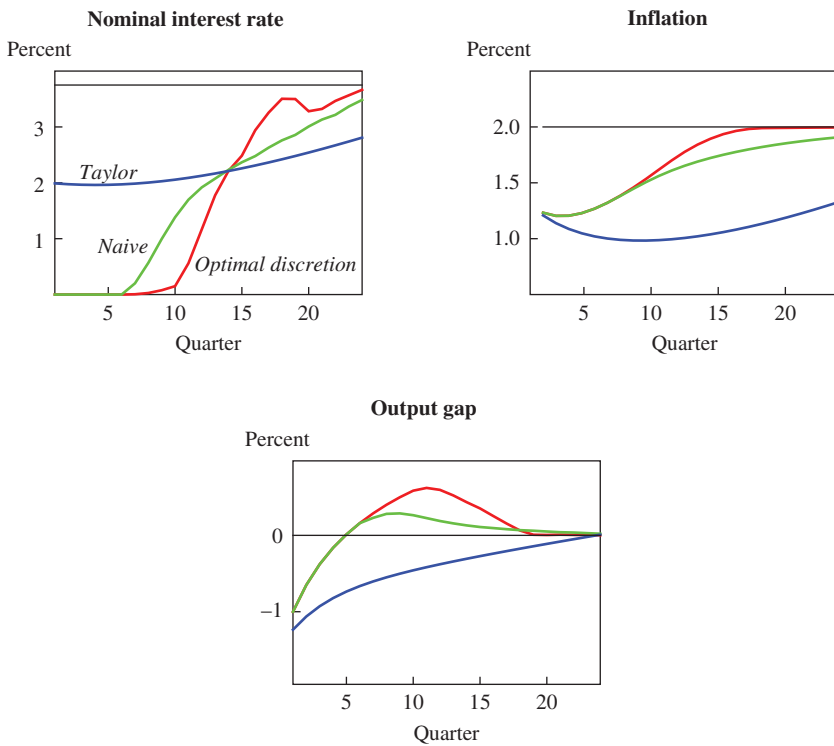 Nominal interest rate
Percent
3
2
1
Taylor
Naive
Optimal discretion
5 10 15 20
Quarter
Inflation
Percent
2.0
1.5
1.0
5 10 15 20
Quarter
Output gap
Percent
0
–1
5 10 15 20
Quarter